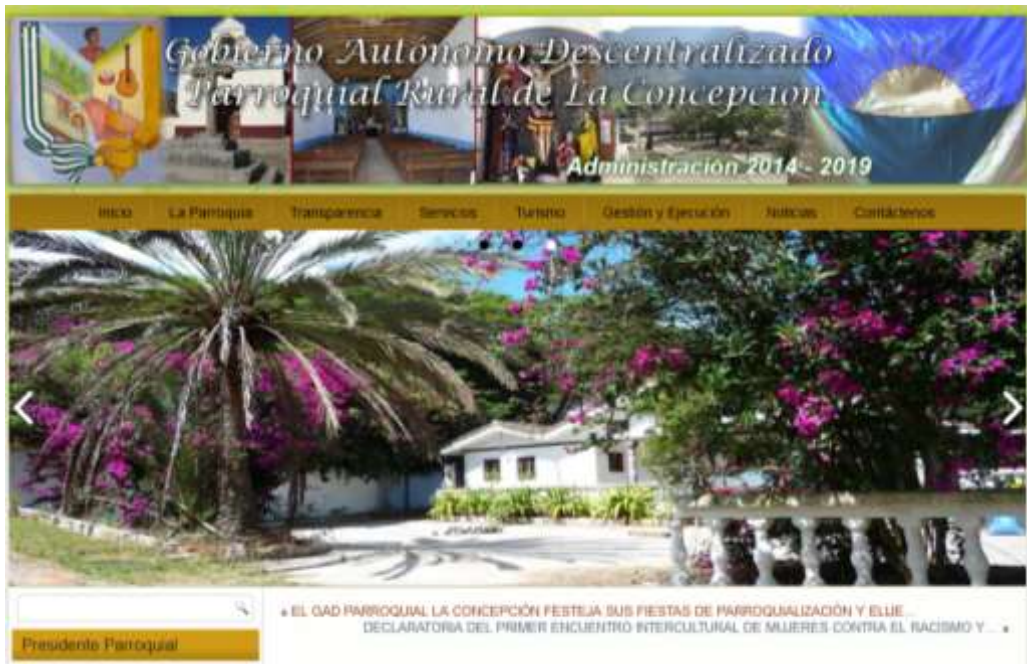 Gobierno Autónomo Descentralizado
Parroquial Rural de La Concepción
Administración 2014 - 2019
Inicio La Parroquia Transparencia Servicios Turismo Gestión y Ejecución Noticias Contáctenos
« EL GAD PARROQUIAL LA CONCEPCIÓN FESTEJA SUS FIESTAS DE PARROQUIALIZACIÓN Y ELIJE...
DECLARATORIA DEL PRIMER ENCUENTRO INTERCULTURAL DE MUJERES CONTRA EL RACISMO Y... »
Presidente Parroquial